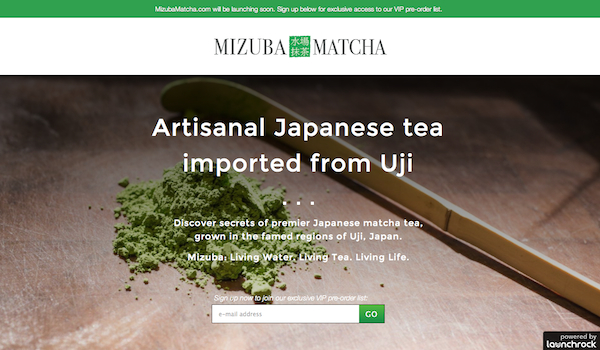 MizubaMatcha.com will be launching soon. Sign up below for exclusive access to our VIP pre-order list.
MIZUBA 水場 抹茶 MATCHA
Artisanal Japanese tea
imported from Uji
...
Discover secrets of premier Japanese matcha tea,
grown in the famed regions of Uji, Japan.
Mizuba: Living Water. Living Tea. Living Life.
Sign up now to join our exclusive VIP pre-order list:
e-mail address GO
powered by
launchrock